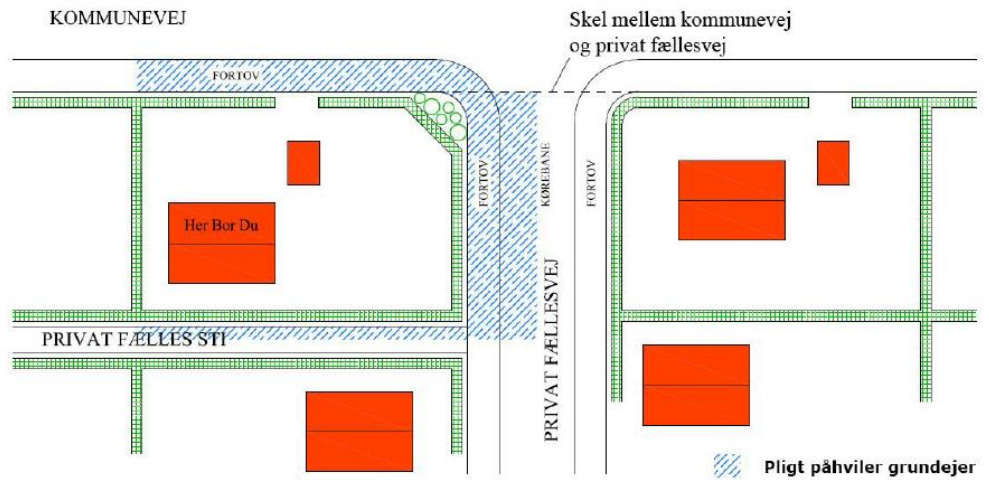 KOMMUNEVEJ
Skel mellem kommunevej
og privat fællesvej
FORTOV
FORTOV
KØREBANE
FORTOV
Her Bor Du
PRIVAT FÆLLESVEJ
PRIVAT FÆLLES STI
Pligt påhviler grundejer